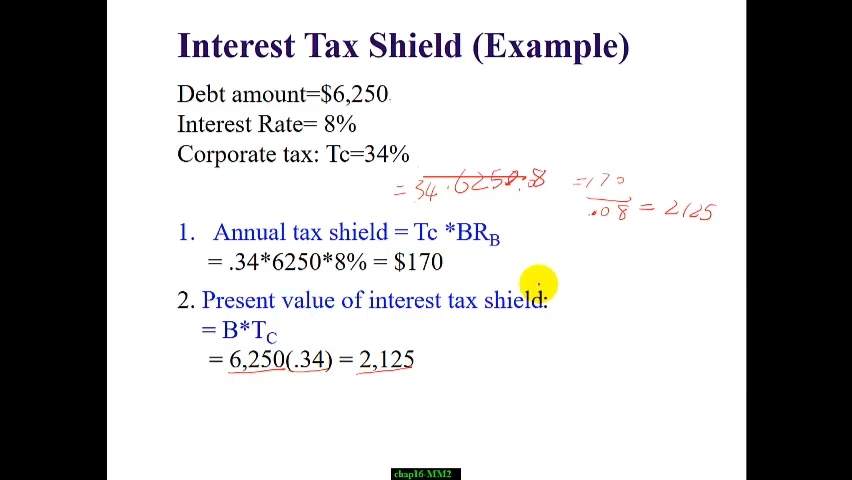 Interest Tax Shield (Example)
Debt amount=$6,250
Interest Rate= 8%
Corporate tax: Tc=34%
= .34 · 6250 · .08
= 170
.08 = 2125
1. Annual tax shield = Tc *BRB
= .34*6250*8% = $170
2. Present value of interest tax shield:
= B*TC
= 6,250(.34) = 2,125
chap16-MM2